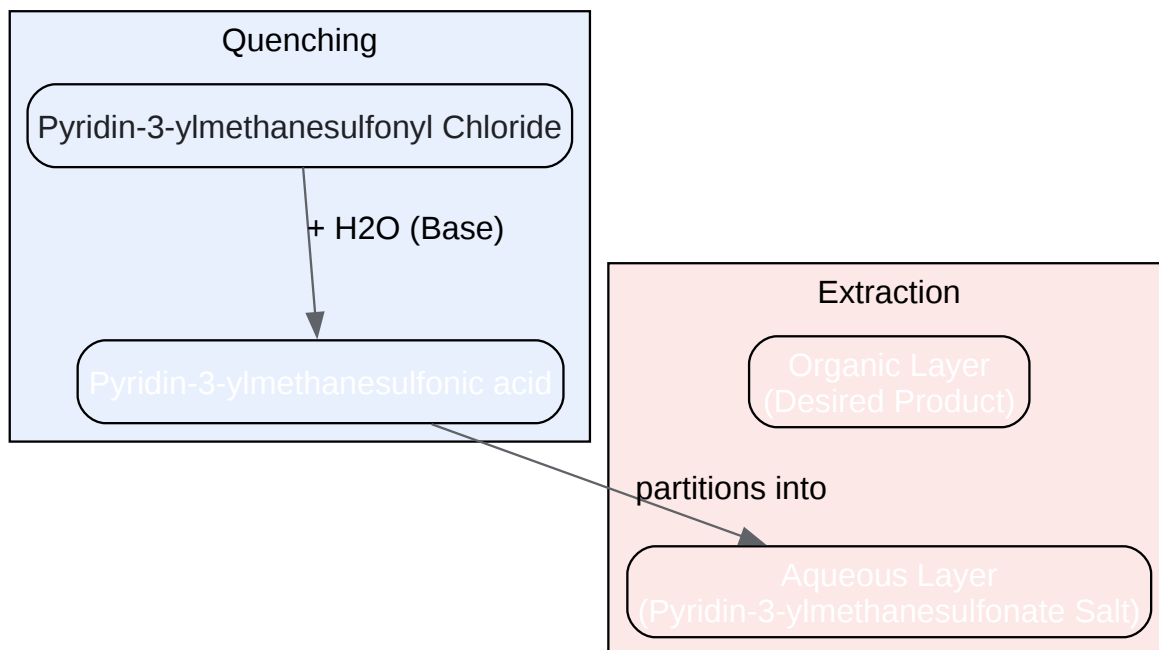 Quenching
Pyridin-3-ylmethanesulfonyl Chloride
+ H2O (Base)
Pyridin-3-ylmethanesulfonic acid
Extraction
Organic Layer
(Desired Product)
partitions into
Aqueous Layer
(Pyridin-3-ylmethanesulfonate Salt)